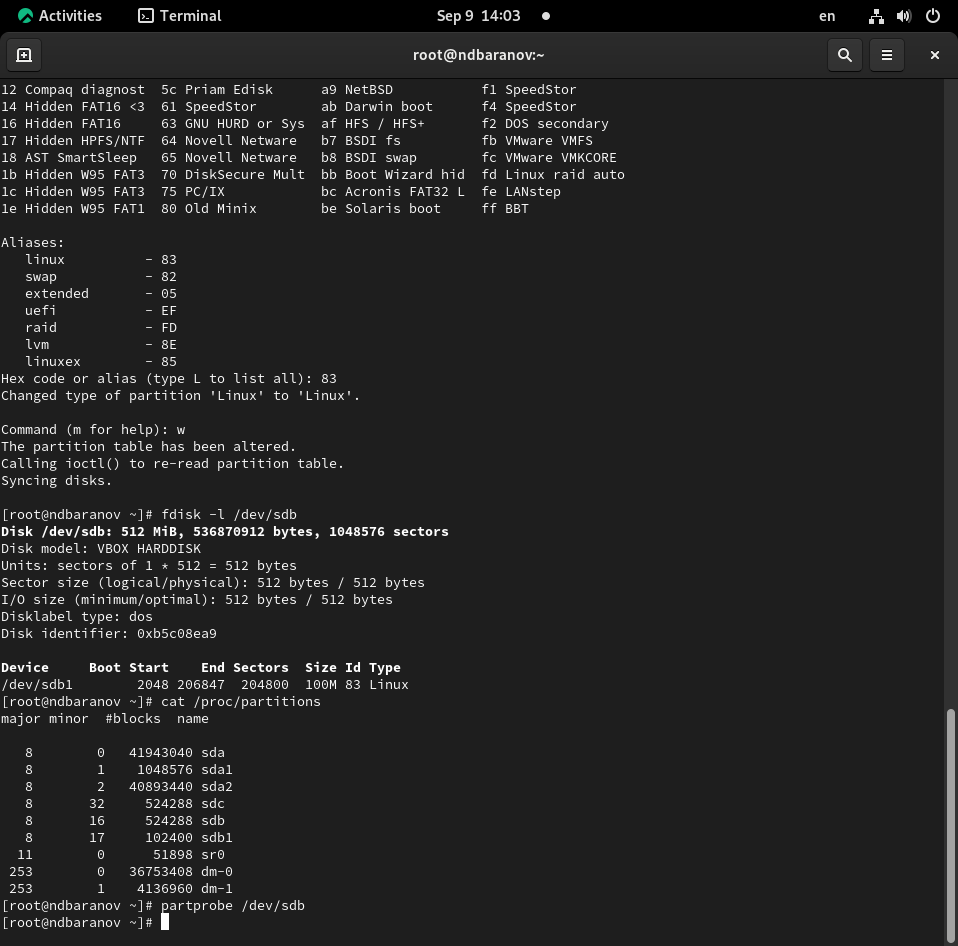 Activities Terminal Sep 9 14:03 en
root@ndbaranov:~
12 Compaq diagnost  5c Priam Edisk      a9 NetBSD           f1 SpeedStor
14 Hidden FAT16 <3  61 SpeedStor        ab Darwin boot      f4 SpeedStor
16 Hidden FAT16     63 GNU HURD or Sys  af HFS / HFS+       f2 DOS secondary
17 Hidden HPFS/NTF  64 Novell Netware   b7 BSDI fs          fb VMware VMFS
18 AST SmartSleep   65 Novell Netware   b8 BSDI swap        fc VMware VMKCORE
1b Hidden W95 FAT3  70 DiskSecure Mult  bb Boot Wizard hid  fd Linux raid auto
1c Hidden W95 FAT3  75 PC/IX            bc Acronis FAT32 L  fe LANstep
1e Hidden W95 FAT1  80 Old Minix        be Solaris boot     ff BBT
Aliases:
   linux          - 83
   swap           - 82
   extended       - 05
   uefi           - EF
   raid           - FD
   lvm            - 8E
   linuxex        - 85
Hex code or alias (type L to list all): 83
Changed type of partition 'Linux' to 'Linux'.
Command (m for help): w
The partition table has been altered.
Calling ioctl() to re-read partition table.
Syncing disks.
[root@ndbaranov ~]# fdisk -l /dev/sdb
Disk /dev/sdb: 512 MiB, 536870912 bytes, 1048576 sectors
Disk model: VBOX HARDDISK
Units: sectors of 1 * 512 = 512 bytes
Sector size (logical/physical): 512 bytes / 512 bytes
I/O size (minimum/optimal): 512 bytes / 512 bytes
Disklabel type: dos
Disk identifier: 0xb5c08ea9
Device     Boot Start    End Sectors  Size Id Type
/dev/sdb1        2048 206847  204800  100M 83 Linux
[root@ndbaranov ~]# cat /proc/partitions
major minor  #blocks  name
   8        0   41943040 sda
   8        1    1048576 sda1
   8        2   40893440 sda2
   8       32     524288 sdc
   8       16     524288 sdb
   8       17     102400 sdb1
  11        0      51898 sr0
 253        0   36753408 dm-0
 253        1    4136960 dm-1
[root@ndbaranov ~]# partprobe /dev/sdb
[root@ndbaranov ~]#